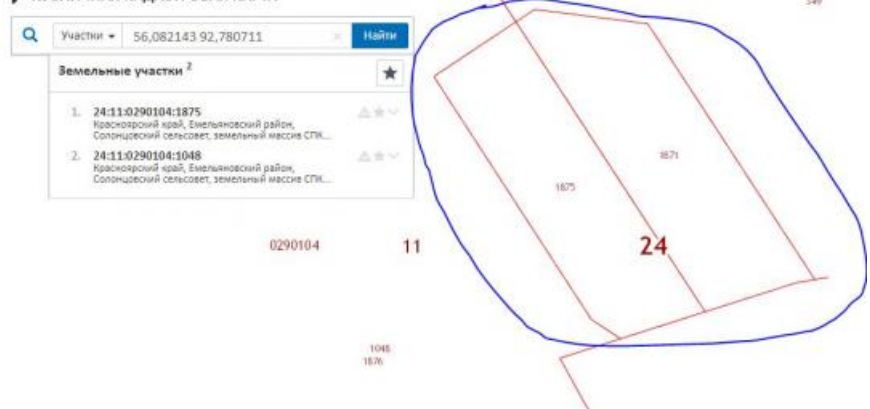 Участки 56,082143 92,780711 × Найти
Земельные участки 2
1. 24:11:0290104:1875
Красноярский край, Емельяновский район,
Солонцовский сельсовет, земельный массив СПК...
2. 24:11:0290104:1048
Красноярский край, Емельяновский район,
Солонцовский сельсовет, земельный массив СПК...
349
1871
1875
0290104
11
24
1048
1876